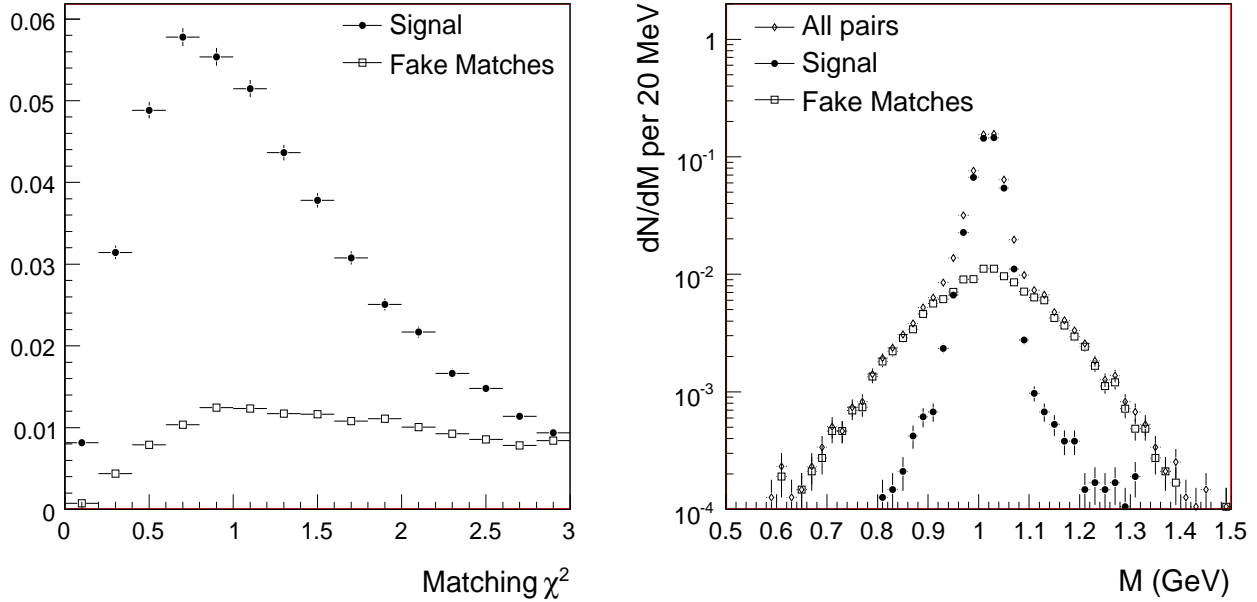 0.06
0.05
0.04
0.03
0.02
0.01
0
0 0.5 1 1.5 2 2.5 3
Signal
Fake Matches
Matching χ²
dN/dM per 20 MeV
1
10⁻¹
10⁻²
10⁻³
10⁻⁴
0.5 0.6 0.7 0.8 0.9 1 1.1 1.2 1.3 1.4 1.5
All pairs
Signal
Fake Matches
M (GeV)